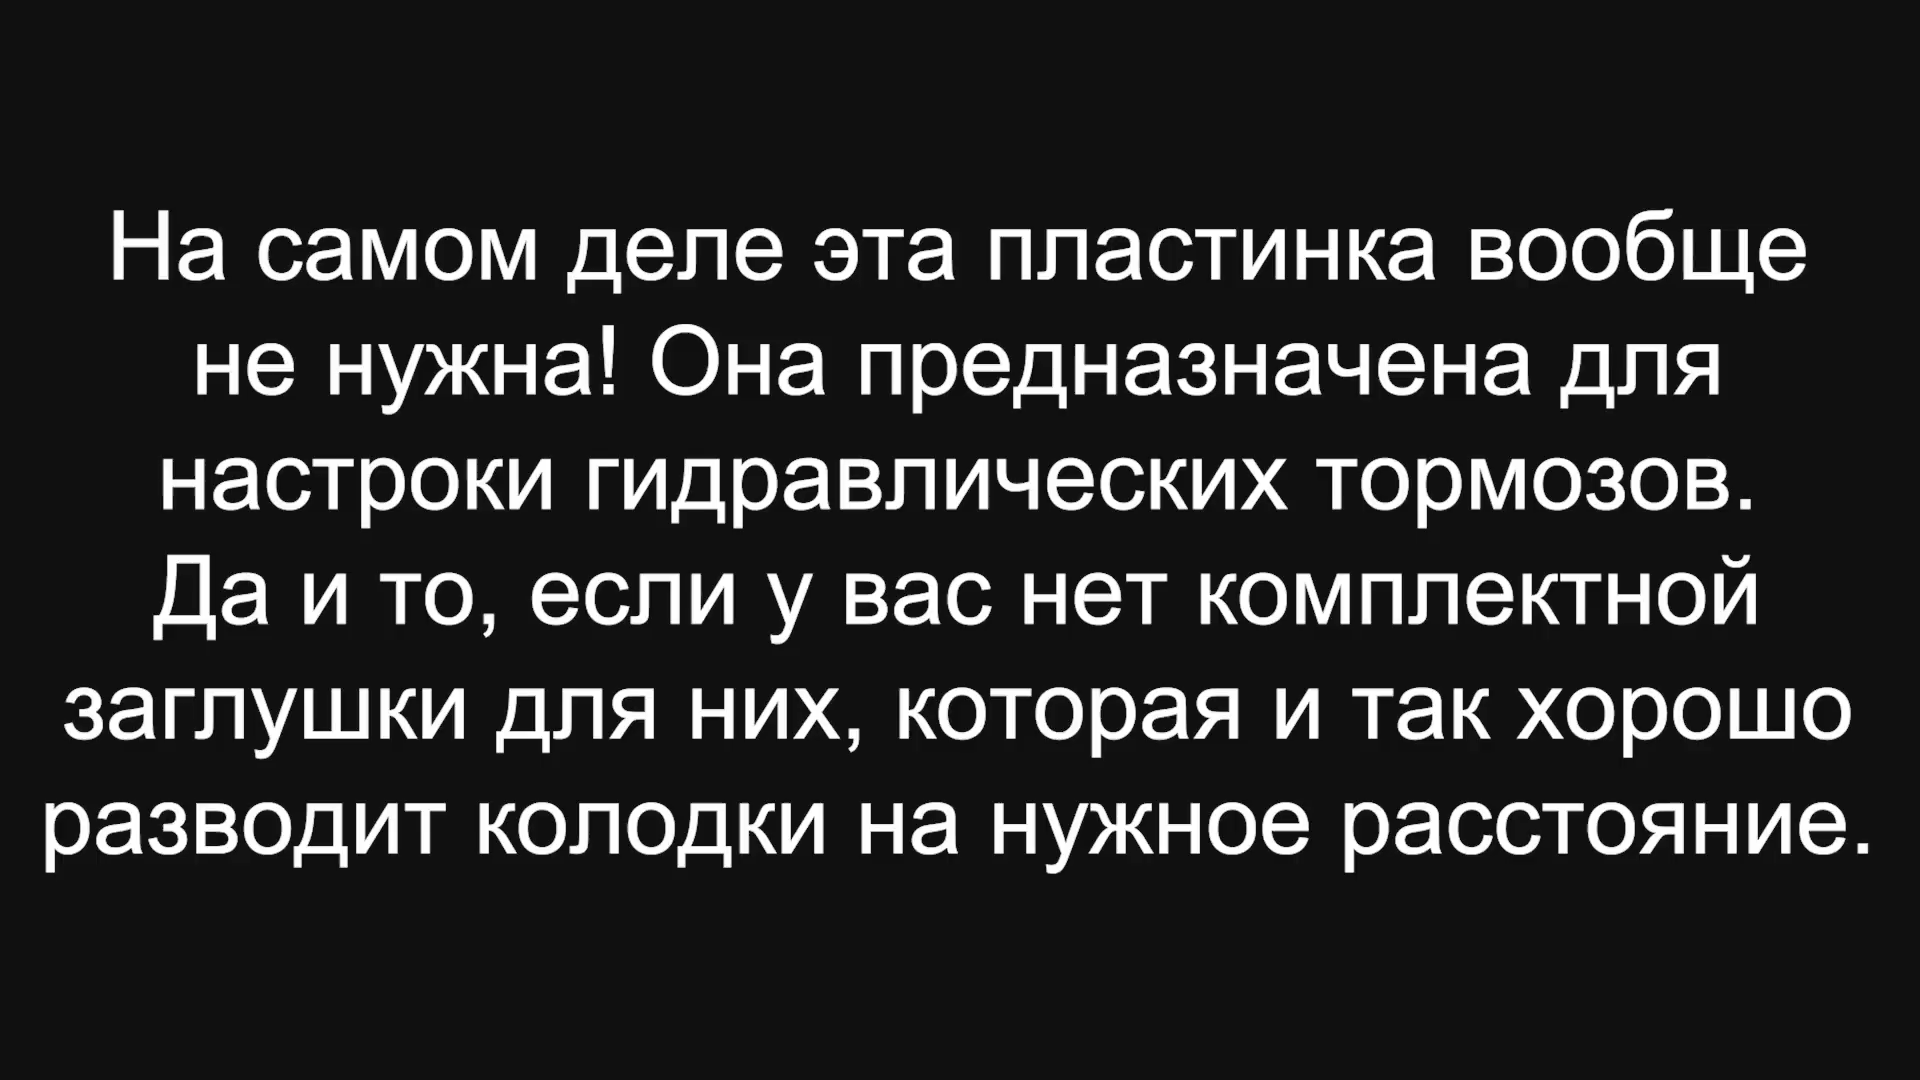 На самом деле эта пластинка вообще
не нужна! Она предназначена для
настроки гидравлических тормозов.
Да и то, если у вас нет комплектной
заглушки для них, которая и так хорошо
разводит колодки на нужное расстояние.